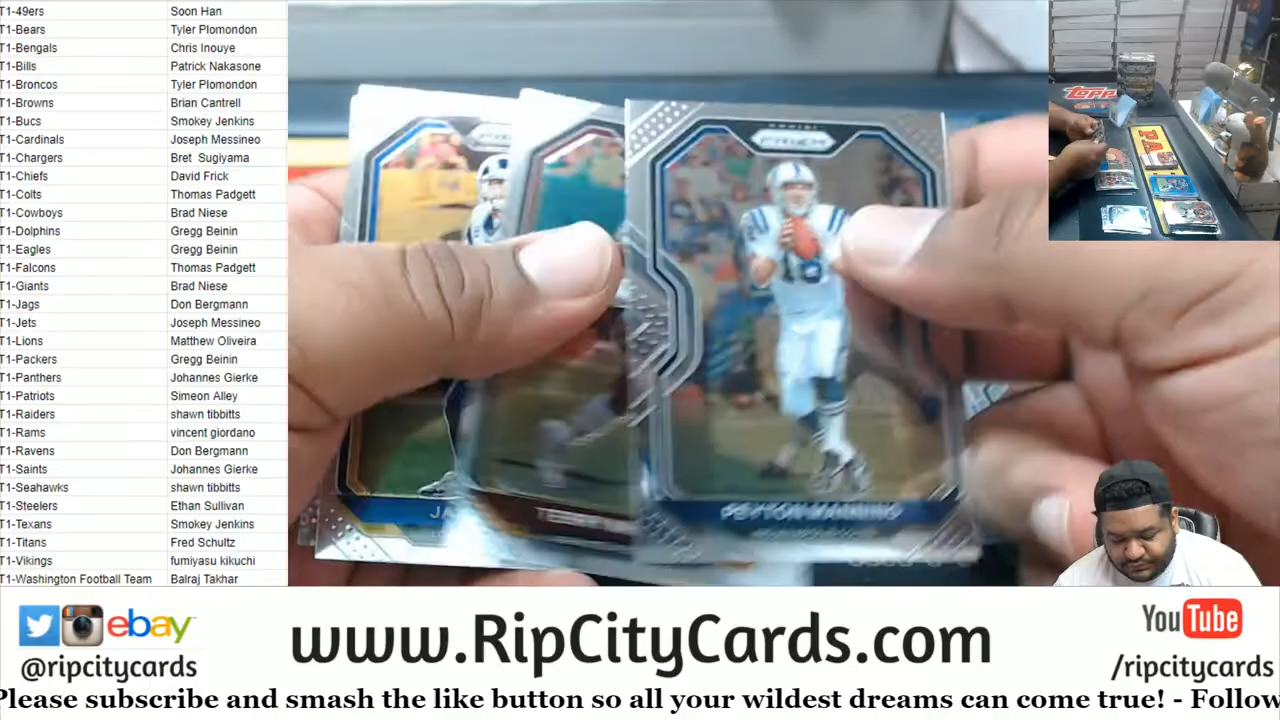 T1-49ers Soon Han
T1-Bears Tyler Plomondon
T1-Bengals Chris Inouye
T1-Bills Patrick Nakasone
T1-Broncos Tyler Plomondon
T1-Browns Brian Cantrell
T1-Bucs Smokey Jenkins
T1-Cardinals Joseph Messineo
T1-Chargers Bret Sugiyama
T1-Chiefs David Frick
T1-Colts Thomas Padgett
T1-Cowboys Brad Niese
T1-Dolphins Gregg Beinin
T1-Eagles Gregg Beinin
T1-Falcons Thomas Padgett
T1-Giants Brad Niese
T1-Jags Don Bergmann
T1-Jets Joseph Messineo
T1-Lions Matthew Oliveira
T1-Packers Gregg Beinin
T1-Panthers Johannes Gierke
T1-Patriots Simeon Alley
T1-Raiders shawn tibbitts
T1-Rams vincent giordano
T1-Ravens Don Bergmann
T1-Saints Johannes Gierke
T1-Seahawks shawn tibbitts
T1-Steelers Ethan Sullivan
T1-Texans Smokey Jenkins
T1-Titans Fred Schultz
T1-Vikings fumiyasu kikuchi
T1-Washington Football Team Balraj Takhar
PANINI
PRIZM
18
PEYTON MANNING
TERRY
JA
TOPPS
PA
ebay
@ripcitycards
www.RipCityCards.com
YouTube
/ripcitycards
Please subscribe and smash the like button so all your wildest dreams can come true! - Follow